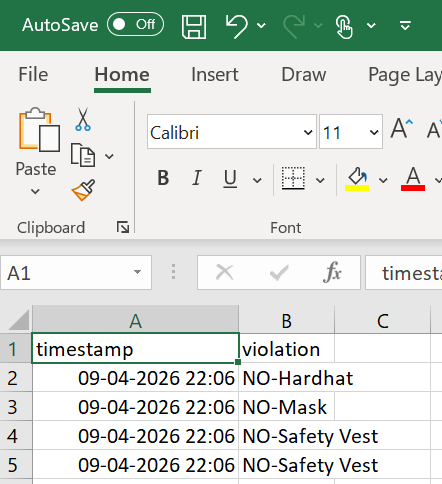 AutoSave Off
File Home Insert Draw Page Lay
Paste
Calibri 11 A A
B I U A
Clipboard Font
A1 fx timesta
A B C
1 timestamp violation
2 09-04-2026 22:06 NO-Hardhat
3 09-04-2026 22:06 NO-Mask
4 09-04-2026 22:06 NO-Safety Vest
5 09-04-2026 22:06 NO-Safety Vest